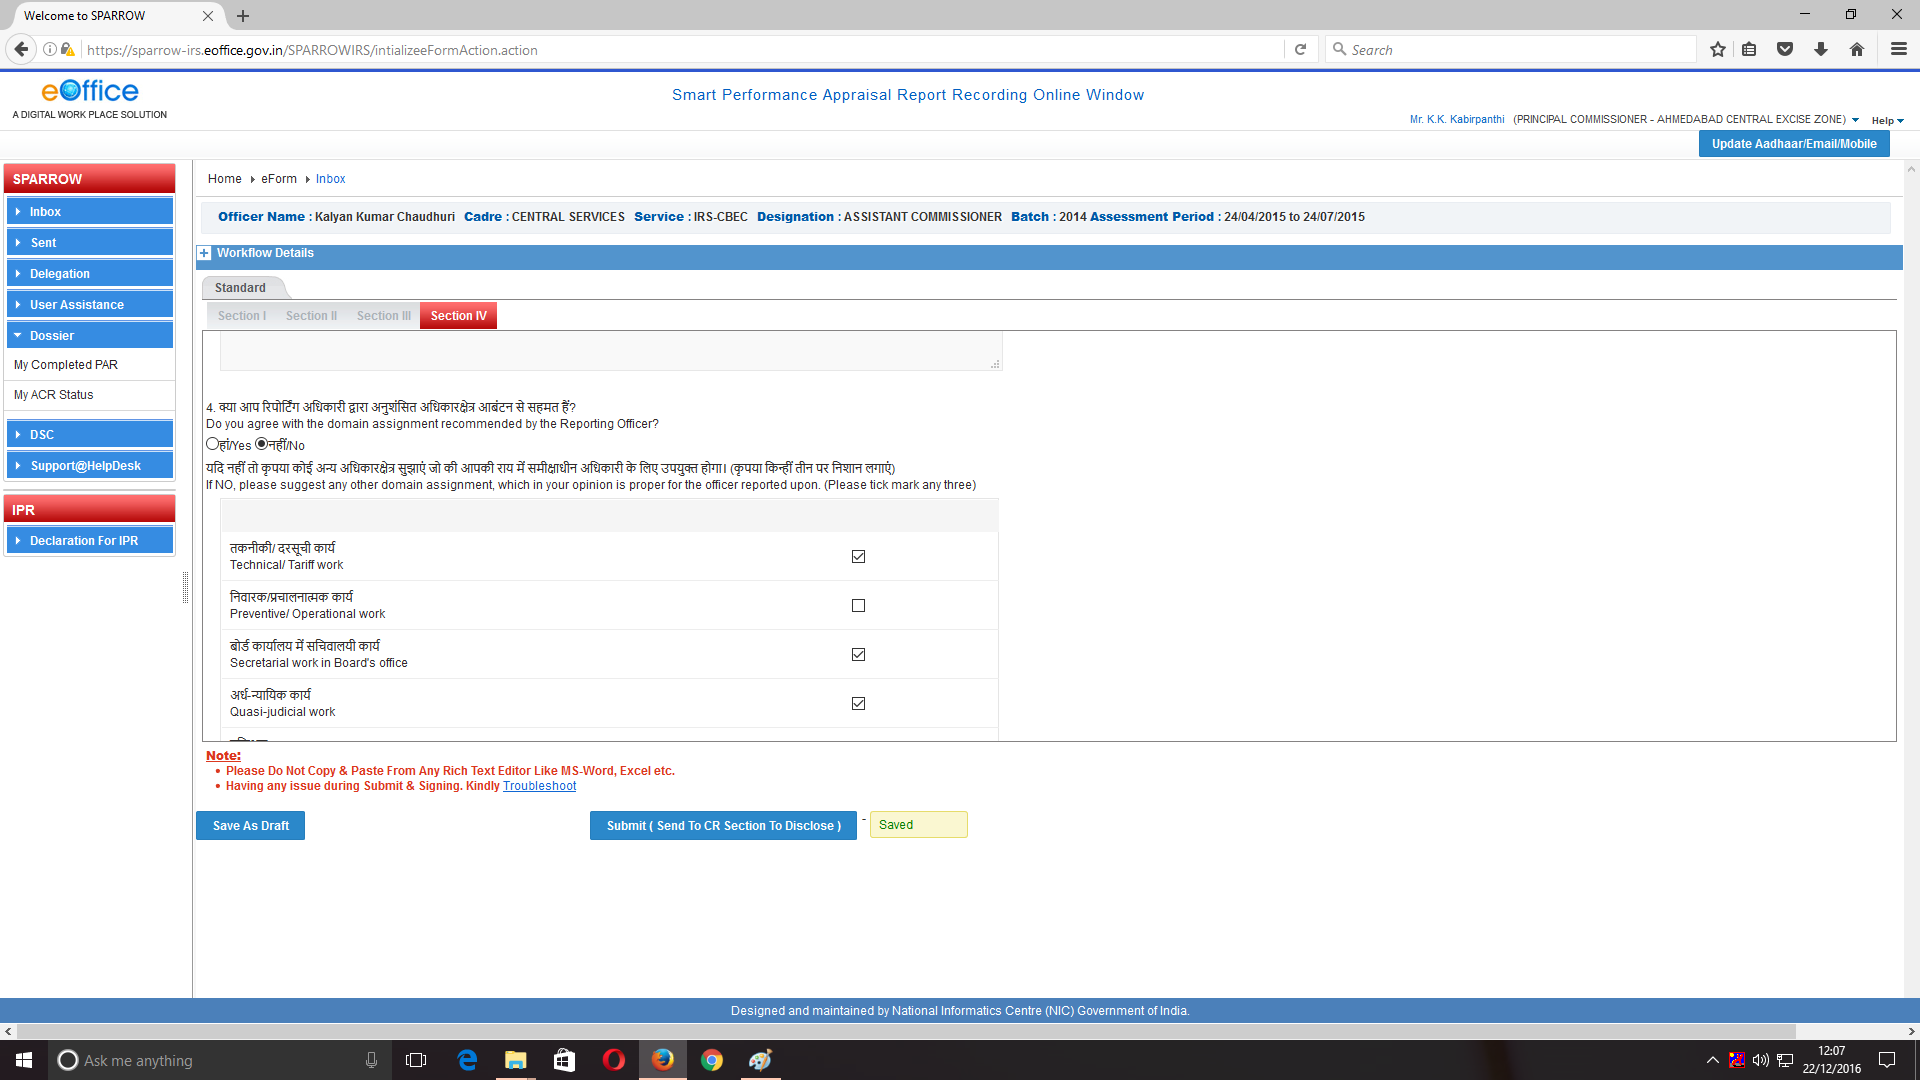 Welcome to SPARROW
https://sparrow-irs.eoffice.gov.in/SPARROWIRS/intializeeFormAction.action
Search
eOffice
A DIGITAL WORK PLACE SOLUTION
Smart Performance Appraisal Report Recording Online Window
Mr. K.K. Kabirpanthi (PRINCIPAL COMMISSIONER - AHMEDABAD CENTRAL EXCISE ZONE) Help
Update Aadhaar/Email/Mobile
SPARROW
Inbox
Sent
Delegation
User Assistance
Dossier
My Completed PAR
My ACR Status
DSC
Support@HelpDesk
IPR
Declaration For IPR
Home eForm Inbox
Officer Name : Kalyan Kumar Chaudhuri Cadre : CENTRAL SERVICES Service : IRS-CBEC Designation : ASSISTANT COMMISSIONER Batch : 2014 Assessment Period : 24/04/2015 to 24/07/2015
Workflow Details
Standard
Section I Section II Section III Section IV
4. क्या आप रिपोर्टिंग अधिकारी द्वारा अनुशंसित अधिकारक्षेत्र आबंटन से सहमत हैं?
Do you agree with the domain assignment recommended by the Reporting Officer?
हां/Yes नहीं/No
यदि नहीं तो कृपया कोई अन्य अधिकारक्षेत्र सुझाएं जो की आपकी राय में समीक्षाधीन अधिकारी के लिए उपयुक्त होगा। (कृपया किन्हीं तीन पर निशान लगाएं)
If NO, please suggest any other domain assignment, which in your opinion is proper for the officer reported upon. (Please tick mark any three)
तकनीकी/ दरसूची कार्य
Technical/ Tariff work
निवारक/प्रचालनात्मक कार्य
Preventive/ Operational work
बोर्ड कार्यालय में सचिवालयी कार्य
Secretarial work in Board's office
अर्ध-न्यायिक कार्य
Quasi-judicial work
Note:
• Please Do Not Copy & Paste From Any Rich Text Editor Like MS-Word, Excel etc.
• Having any issue during Submit & Signing. Kindly Troubleshoot
Save As Draft
Submit ( Send To CR Section To Disclose ) - Saved
Designed and maintained by National Informatics Centre (NIC) Government of India.
Ask me anything
12:07
22/12/2016